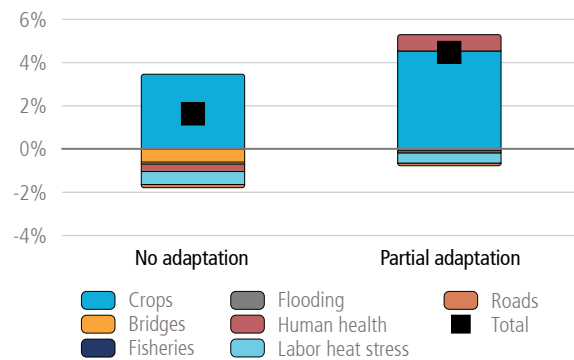 6%
4%
2%
0%
-2%
-4%
No adaptation Partial adaptation
Crops Flooding Roads
Bridges Human health Total
Fisheries Labor heat stress